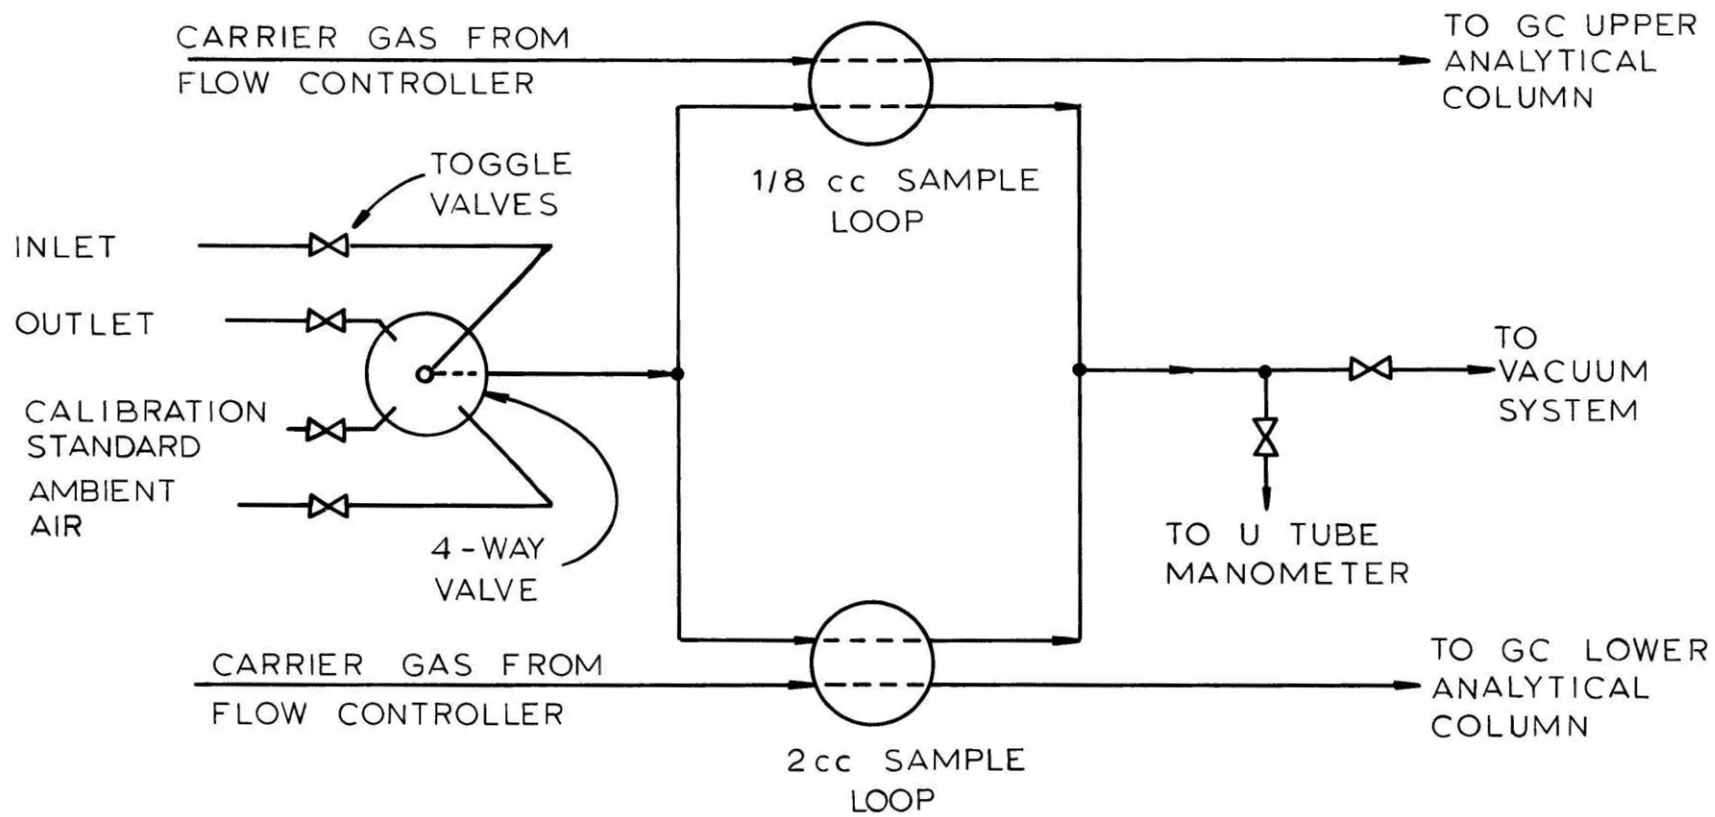 CARRIER GAS FROM
FLOW CONTROLLER
TO GC UPPER
ANALYTICAL
COLUMN
TOGGLE
VALVES
1/8 cc SAMPLE
LOOP
INLET
OUTLET
CALIBRATION
STANDARD
AMBIENT
AIR
4-WAY
VALVE
TO
VACUUM
SYSTEM
TO U TUBE
MANOMETER
CARRIER GAS FROM
FLOW CONTROLLER
TO GC LOWER
ANALYTICAL
COLUMN
2cc SAMPLE
LOOP